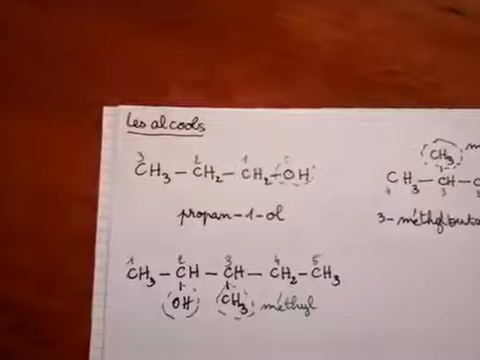 Les alcools
3 2 1
CH₃ – CH₂ – CH₂ – OH
propan-1-ol
CH₃
CH₃ – CH –
4 3
1 2 3 4 5
CH₃ – CH – CH – CH₂ – CH₃
OH CH₃ méthyl